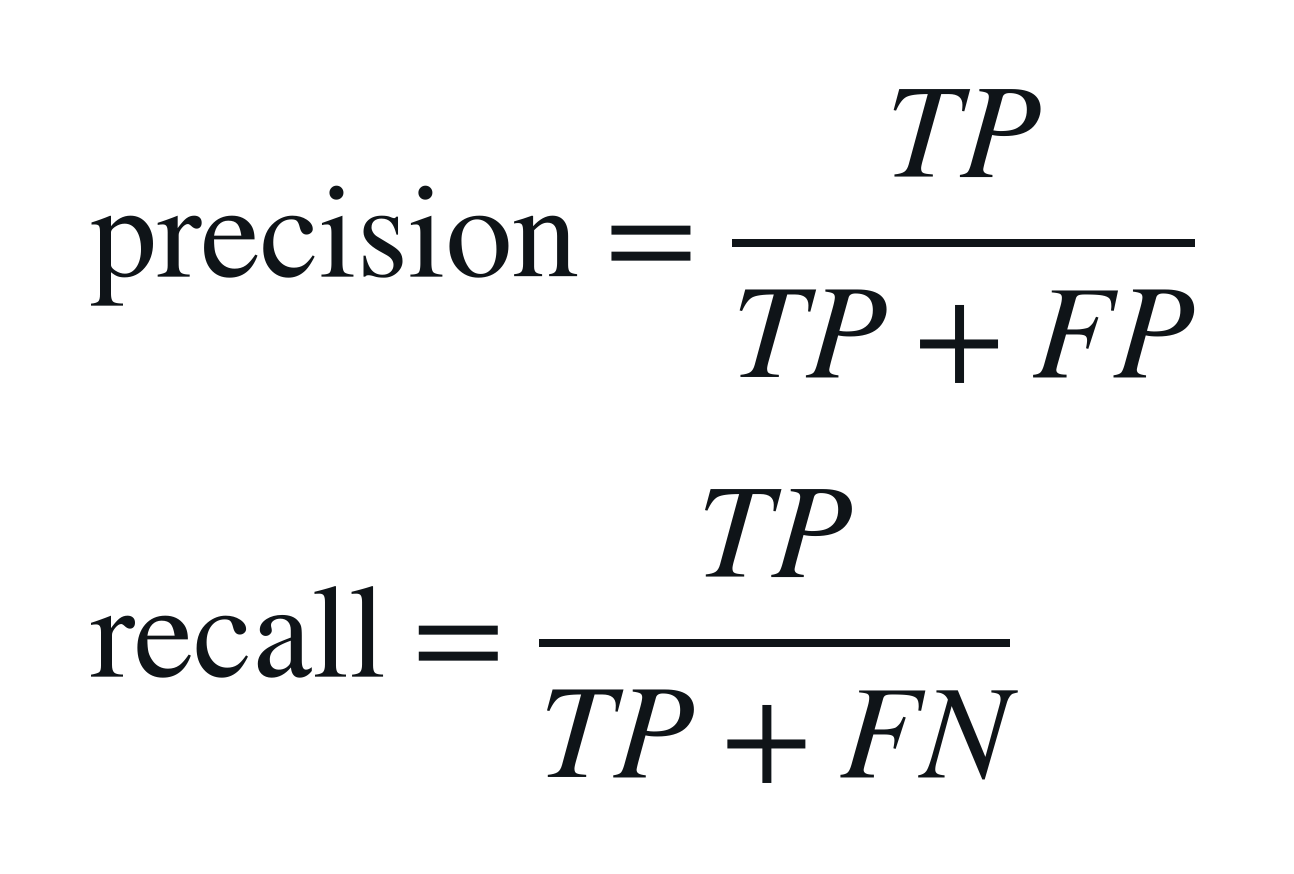 precision = TP / TP + FP
recall = TP / TP + FN